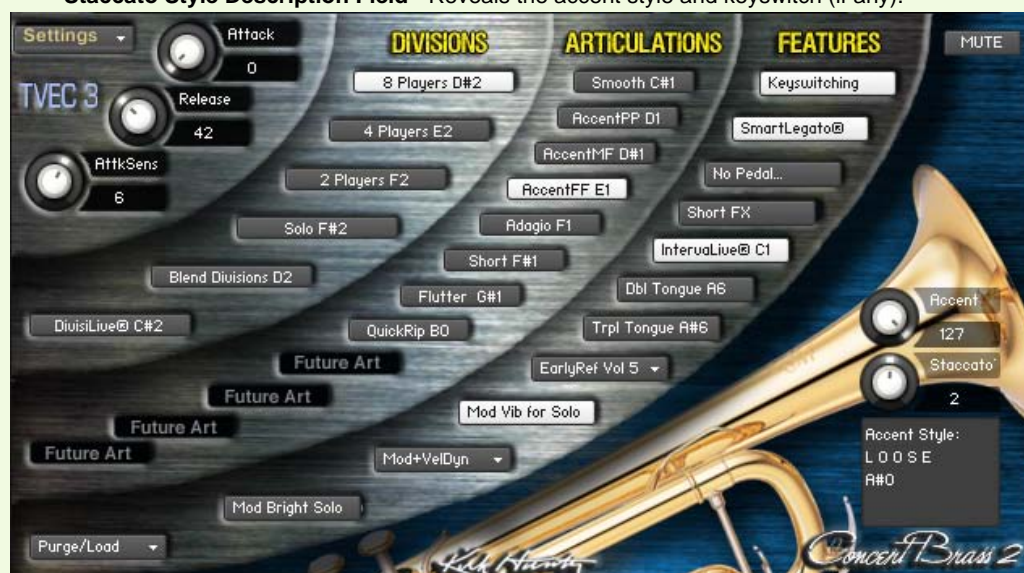 Staccato Style Description Field - Reveals the accent style and keyswitch (if any).
Settings
Attack
0
TVEC 3
Release
42
AttkSens
6
DIVISIONS
8 Players D#2
4 Players E2
2 Players F2
Solo F#2
Blend Divisions D2
DivisiLive® C#2
ARTICULATIONS
Smooth C#1
AccentPP D1
AccentMF D#1
AccentFF E1
Adagio F1
Short F#1
Flutter G#1
QuickRip B0
Future Art
Future Art
Future Art
Future Art
FEATURES
Keyswitching
SmartLegato®
No Pedal...
Short FX
IntervaLive® C1
Dbl Tongue A6
Trpl Tongue A#6
EarlyRef Vol 5
Mod Vib for Solo
Mod+VelDyn
Mod Bright Solo
Purge/Load
MUTE
Accent
127
Staccato
2
Accent Style:
L O O S E
A#0
Kirk Hunter
Concert Brass 2